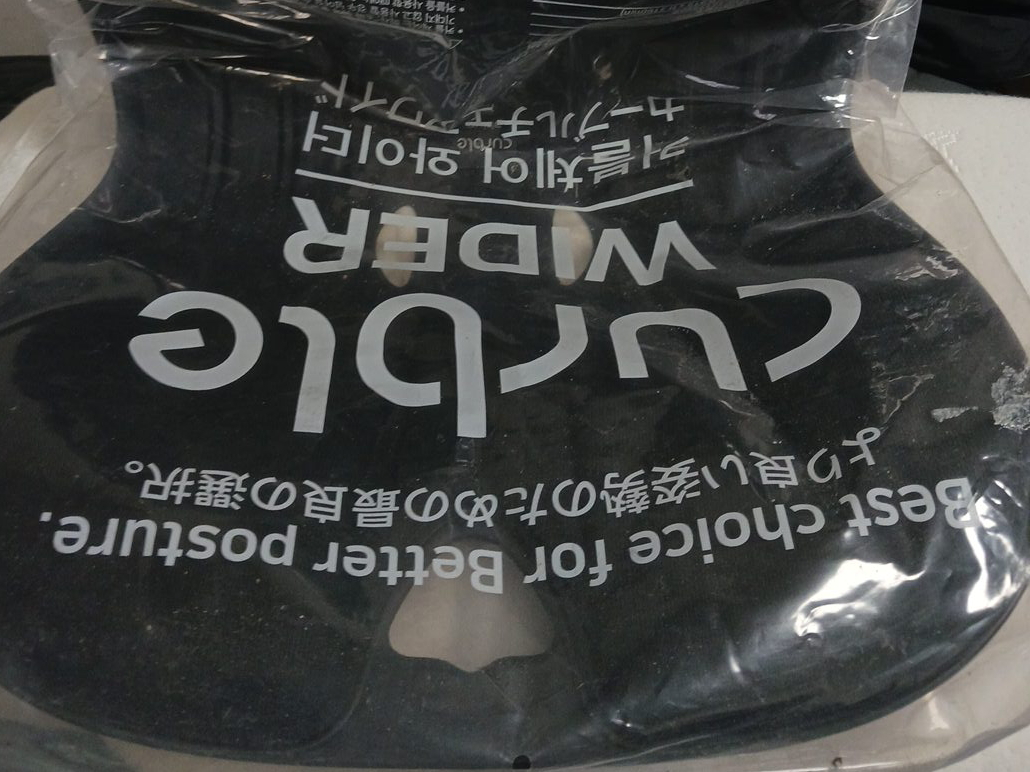 Best choice for Better posture.
より良い姿勢のための最良の選択。
curble
WIDER
커블체어 와이더
カーブルチェアワイド
curble